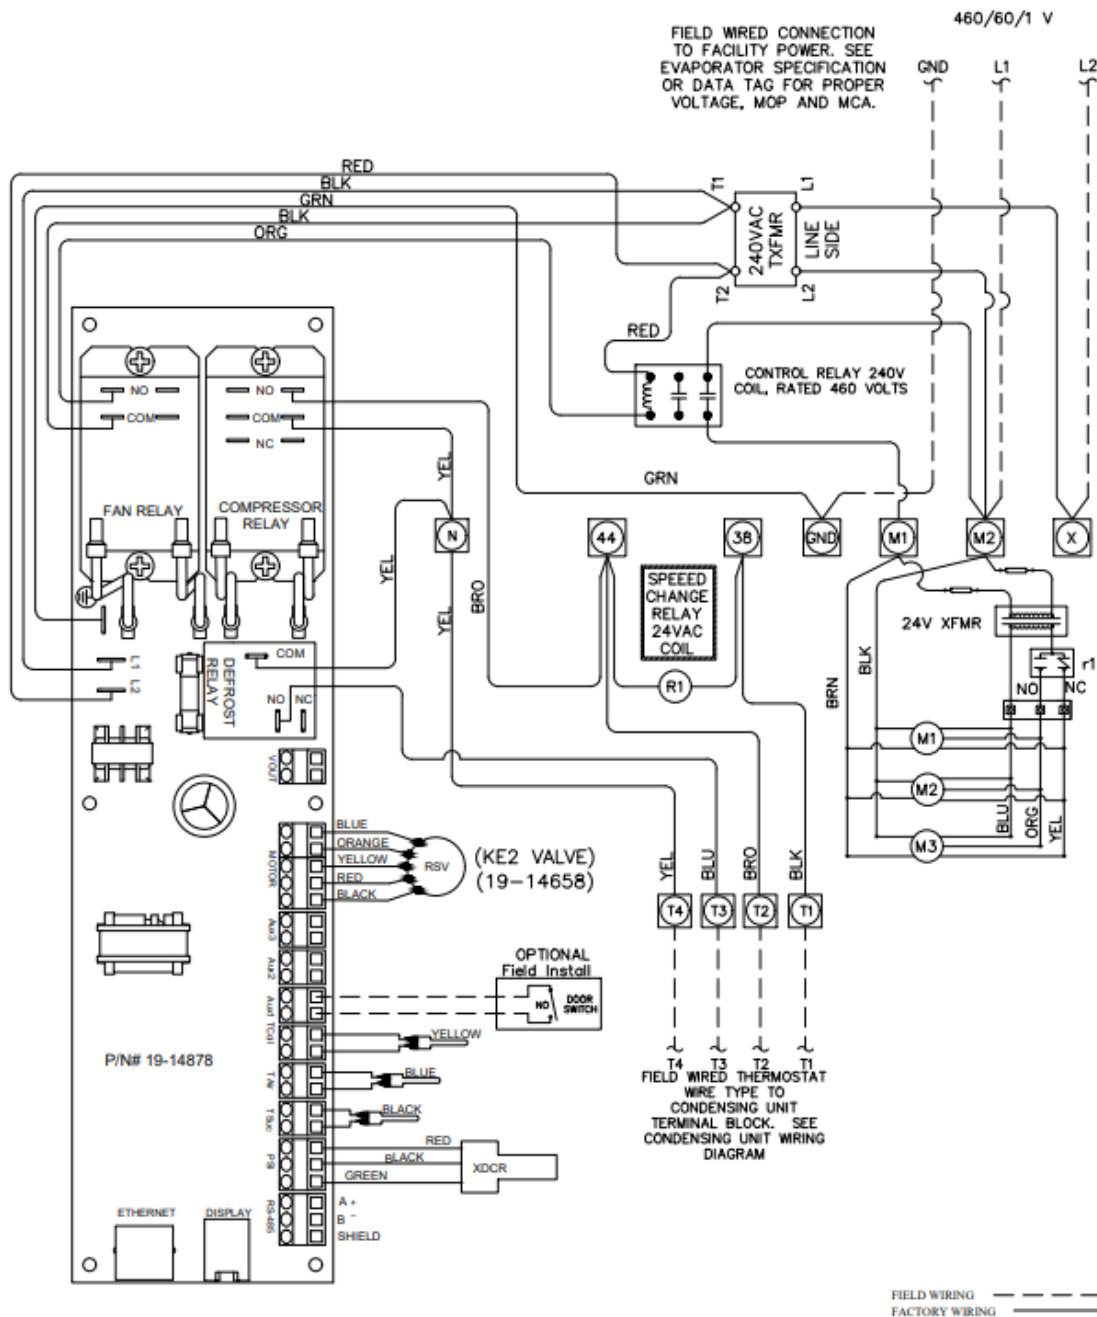 460/60/1 V
FIELD WIRED CONNECTION
TO FACILITY POWER. SEE
EVAPORATOR SPECIFICATION
OR DATA TAG FOR PROPER
VOLTAGE, MOP AND MCA.
GND
L1
L2
RED
BLK
GRN
BLK
ORG
T1
T2
240VAC
TXFMR
L1
L2
LINE
SIDE
RED
CONTROL RELAY 240V
COIL, RATED 460 VOLTS
NO
COM
NO
COM
NC
FAN RELAY
COMPRESSOR
RELAY
YEL
GRN
N
44
38
GND
M1
M2
X
YEL
YEL
BRO
SPEEED
CHANGE
RELAY
24VAC
COIL
R1
24V XFMR
r1
NO
NC
BRN
BLK
M1
M2
M3
BLU
ORG
YEL
L1
L2
DEFROST
RELAY
COM
NO
NC
VOUT
MOTOR
BLUE
ORANGE
YELLOW
RED
BLACK
RSV
(KE2 VALVE)
(19-14658)
YEL
BLU
BRO
BLK
T4
T3
T2
T1
Aux3
Aux2
Aux1
OPTIONAL
Field Install
NO
DOOR
SWITCH
TCoil
YELLOW
P/N# 19-14878
T Air
BLUE
T Suc
BLACK
PSI
RED
BLACK
GREEN
XDCR
T4
T3
T2
T1
FIELD WIRED THERMOSTAT
WIRE TYPE TO
CONDENSING UNIT
TERMINAL BLOCK. SEE
CONDENSING UNIT WIRING
DIAGRAM
RS-485
A +
B -
SHIELD
ETHERNET
DISPLAY
FIELD WIRING
FACTORY WIRING